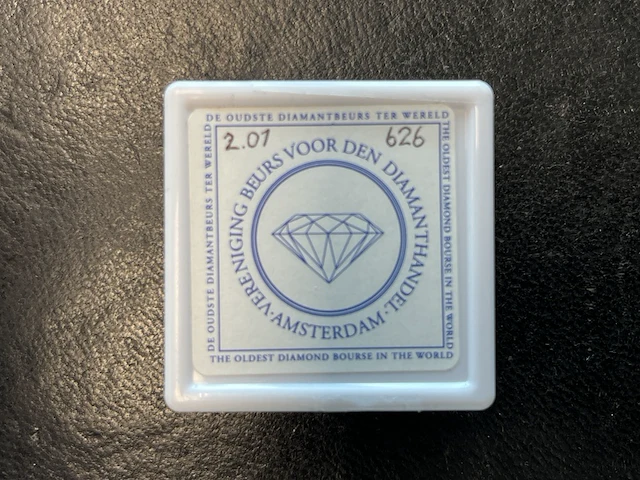 DE OUDSTE DIAMANTBEURS TER WERELD
DE OUDSTE DIAMANTBEURS TER WERELD
THE OLDEST DIAMOND BOURSE IN THE WORLD
2.01
626
VERENIGING BEURS VOOR DEN DIAMANTHANDEL
· AMSTERDAM ·
THE OLDEST DIAMOND BOURSE IN THE WORLD